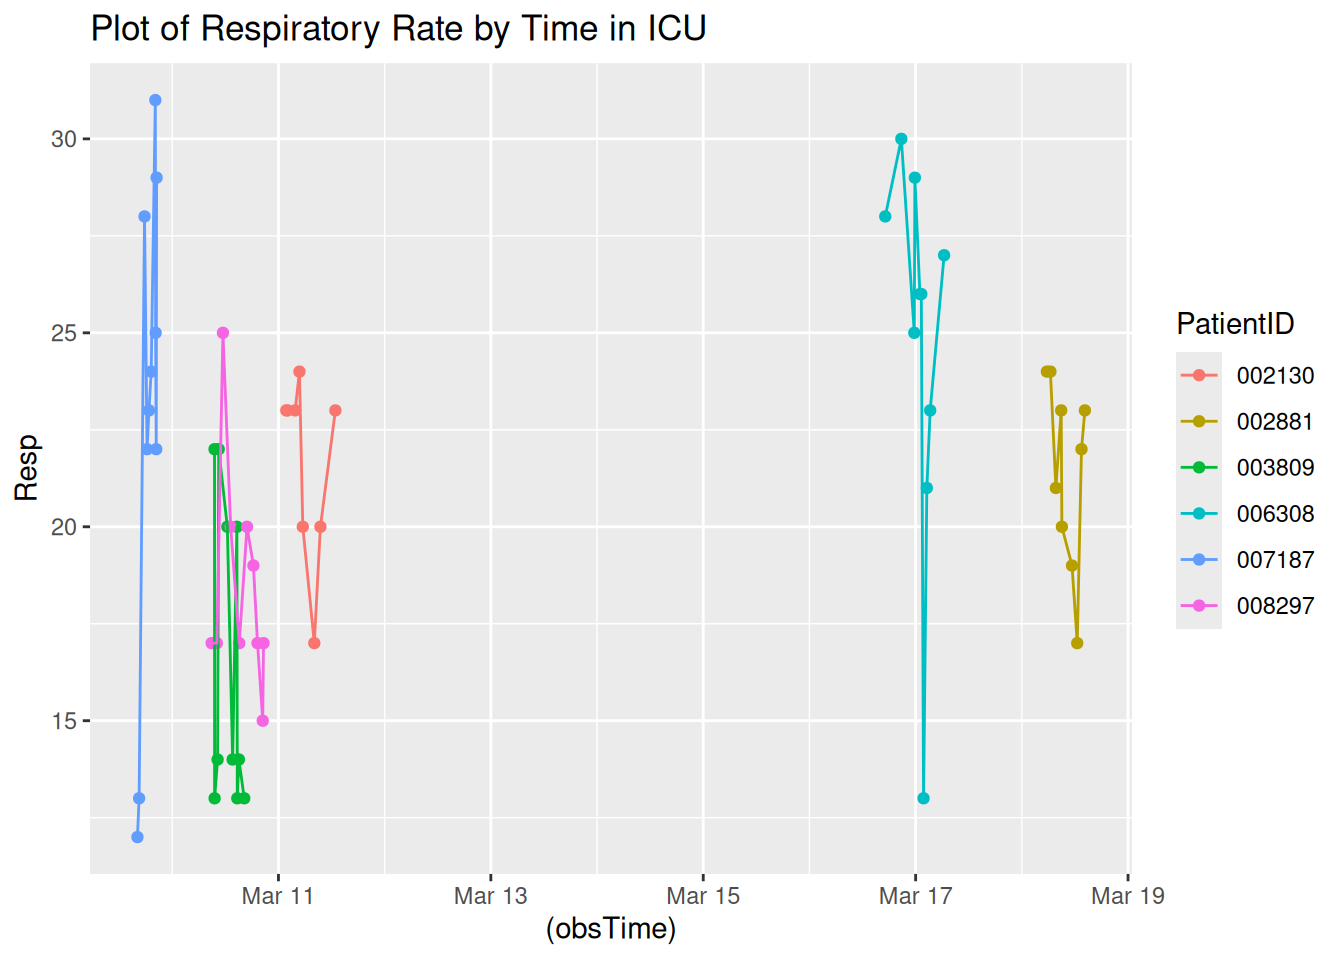 Plot of Respiratory Rate by Time in ICU
30
25
20
15
Resp
Mar 11
Mar 13
Mar 15
Mar 17
Mar 19
(obsTime)
PatientID
002130
002881
003809
006308
007187
008297